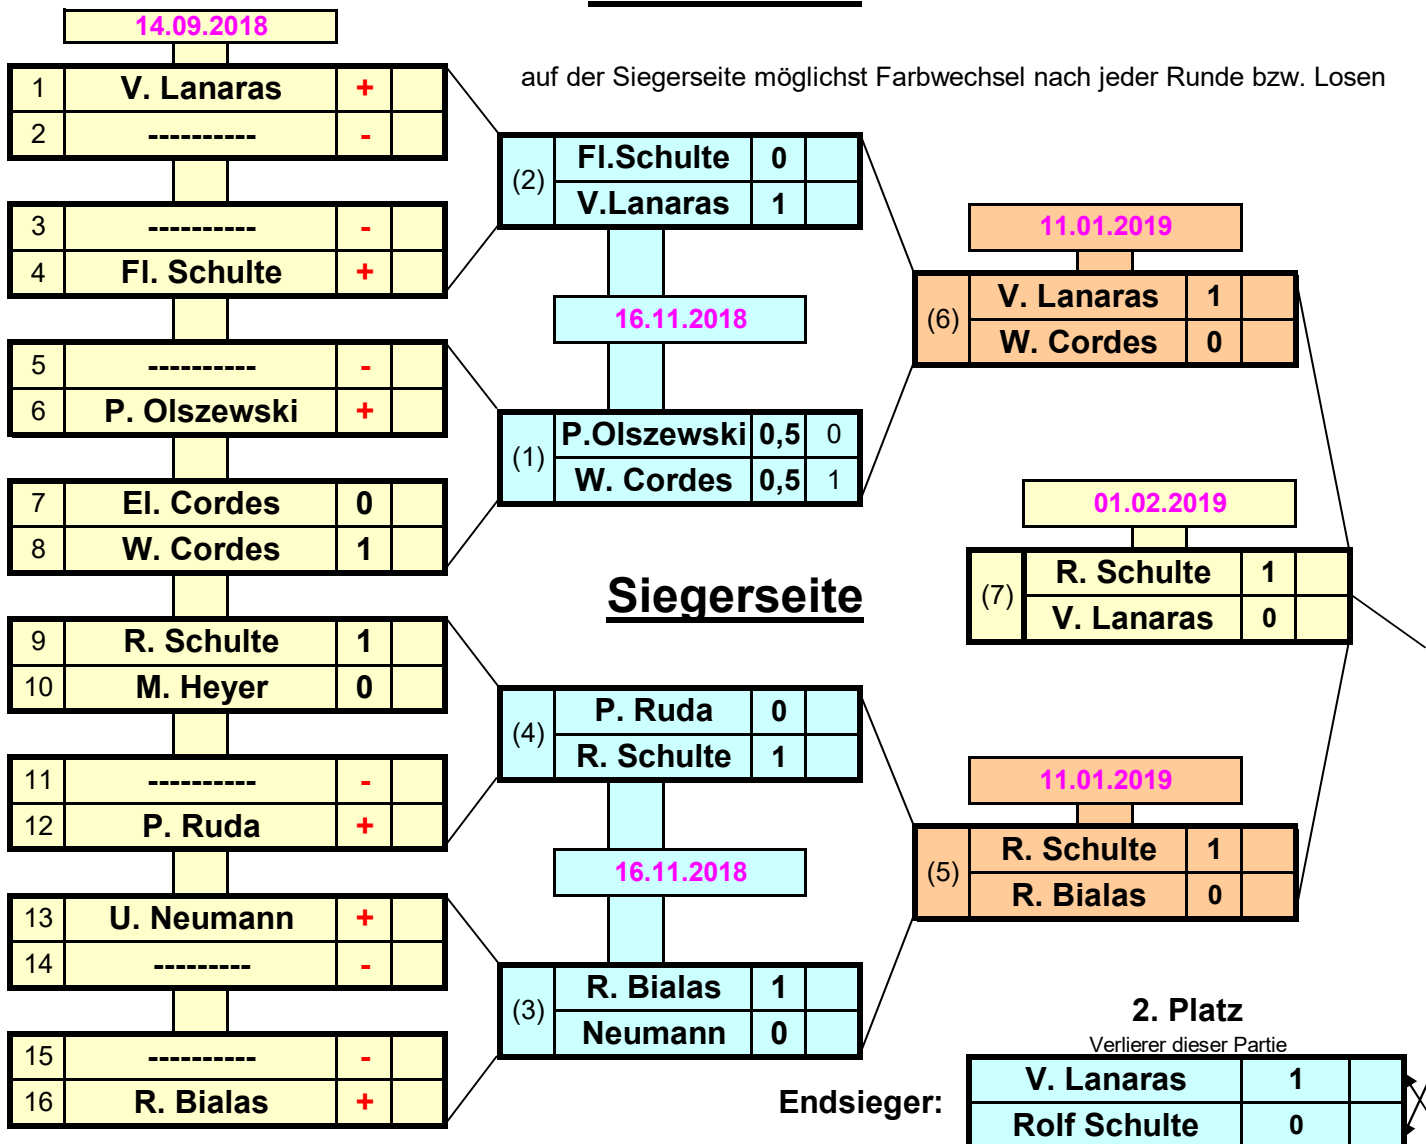 14.09.2018
auf der Siegerseite möglichst Farbwechsel nach jeder Runde bzw. Losen
1 V. Lanaras +
2 ---------- -
3 ---------- -
4 Fl. Schulte +
5 ---------- -
6 P. Olszewski +
7 El. Cordes 0
8 W. Cordes 1
9 R. Schulte 1
10 M. Heyer 0
11 ---------- -
12 P. Ruda +
13 U. Neumann +
14 --------- -
15 ---------- -
16 R. Bialas +
(2)
Fl.Schulte 0
V.Lanaras 1
16.11.2018
(1)
P.Olszewski 0,5 0
W. Cordes 0,5 1
Siegerseite
(4)
P. Ruda 0
R. Schulte 1
16.11.2018
(3)
R. Bialas 1
Neumann 0
11.01.2019
(6)
V. Lanaras 1
W. Cordes 0
01.02.2019
(7)
R. Schulte 1
V. Lanaras 0
11.01.2019
(5)
R. Schulte 1
R. Bialas 0
2. Platz
Verlierer dieser Partie
Endsieger:
V. Lanaras 1
Rolf Schulte 0